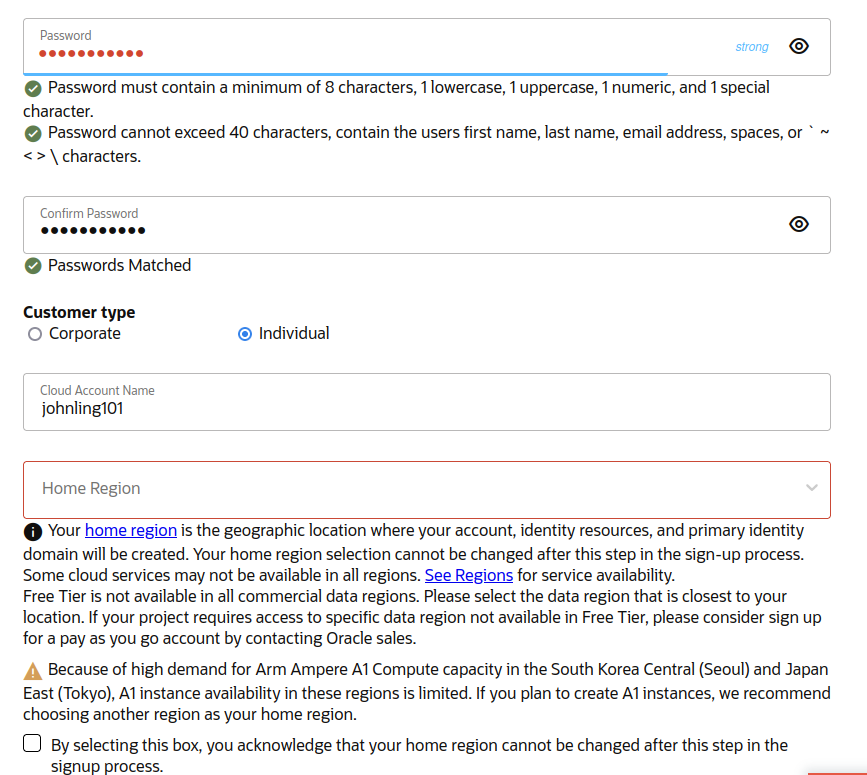 Password
●●●●●●●●●●●
strong
Password must contain a minimum of 8 characters, 1 lowercase, 1 uppercase, 1 numeric, and 1 special
character.
Password cannot exceed 40 characters, contain the users first name, last name, email address, spaces, or ` ~
< > \ characters.
Confirm Password
●●●●●●●●●●●
Passwords Matched
Customer type
Corporate
Individual
Cloud Account Name
johnling101
Home Region
Your home region is the geographic location where your account, identity resources, and primary identity
domain will be created. Your home region selection cannot be changed after this step in the sign-up process.
Some cloud services may not be available in all regions. See Regions for service availability.
Free Tier is not available in all commercial data regions. Please select the data region that is closest to your
location. If your project requires access to specific data region not available in Free Tier, please consider sign up
for a pay as you go account by contacting Oracle sales.
Because of high demand for Arm Ampere A1 Compute capacity in the South Korea Central (Seoul) and Japan
East (Tokyo), A1 instance availability in these regions is limited. If you plan to create A1 instances, we recommend
choosing another region as your home region.
By selecting this box, you acknowledge that your home region cannot be changed after this step in the
signup process.